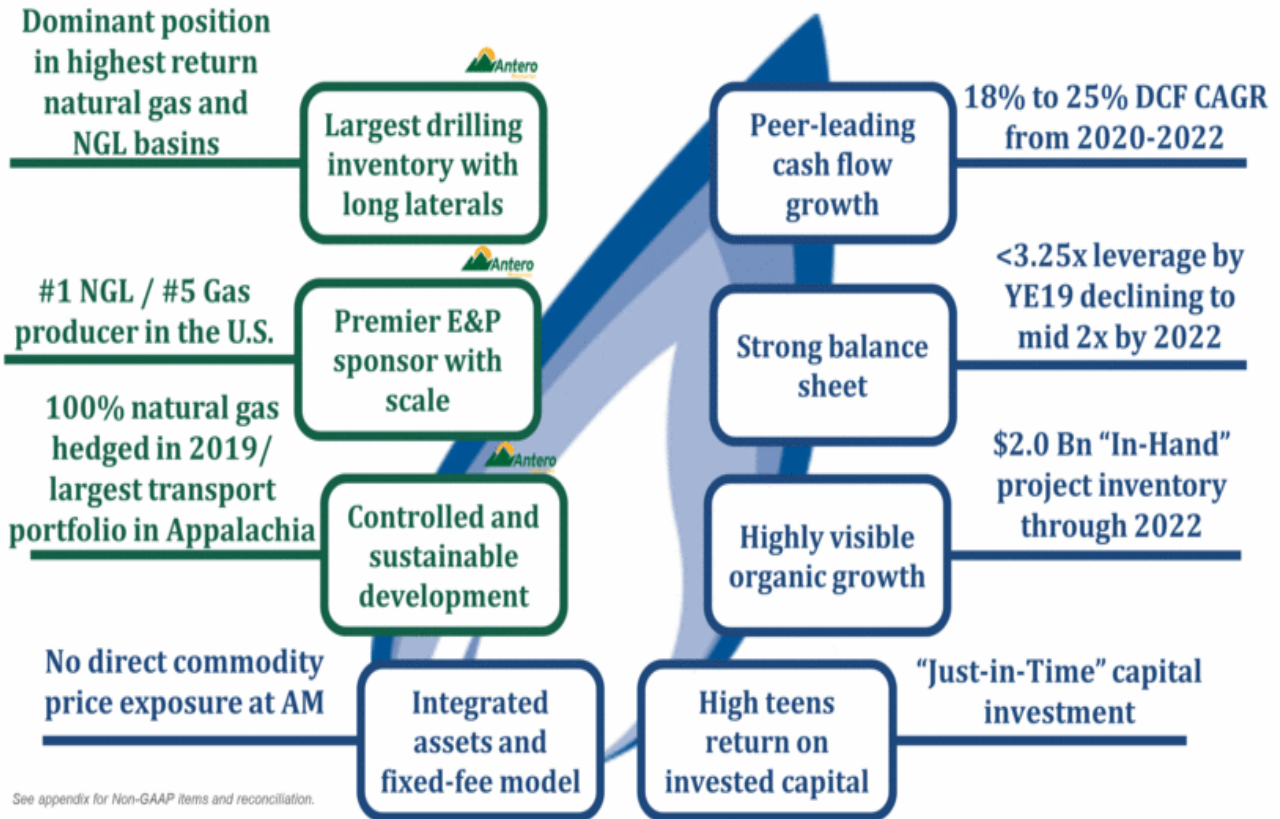 Dominant position
in highest return
natural gas and
NGL basins
Antero
Largest drilling
inventory with
long laterals
#1 NGL / #5 Gas
producer in the U.S.
Antero
Premier E&P
sponsor with
scale
100% natural gas
hedged in 2019/
largest transport
portfolio in Appalachia
Antero
Controlled and
sustainable
development
No direct commodity
price exposure at AM
Integrated
assets and
fixed-fee model
Peer-leading
cash flow
growth
18% to 25% DCF CAGR
from 2020-2022
Strong balance
sheet
<3.25x leverage by
YE19 declining to
mid 2x by 2022
Highly visible
organic growth
$2.0 Bn “In-Hand”
project inventory
through 2022
High teens
return on
invested capital
“Just-in-Time” capital
investment
See appendix for Non-GAAP items and reconciliation.